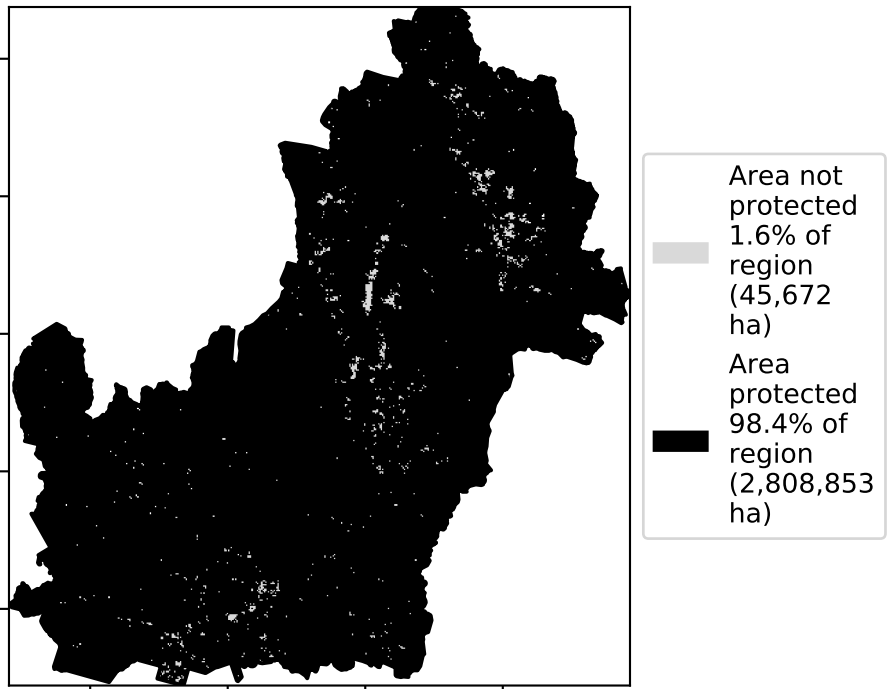 Area not
protected
1.6% of
region
(45,672
ha)
Area
protected
98.4% of
region
(2,808,853
ha)